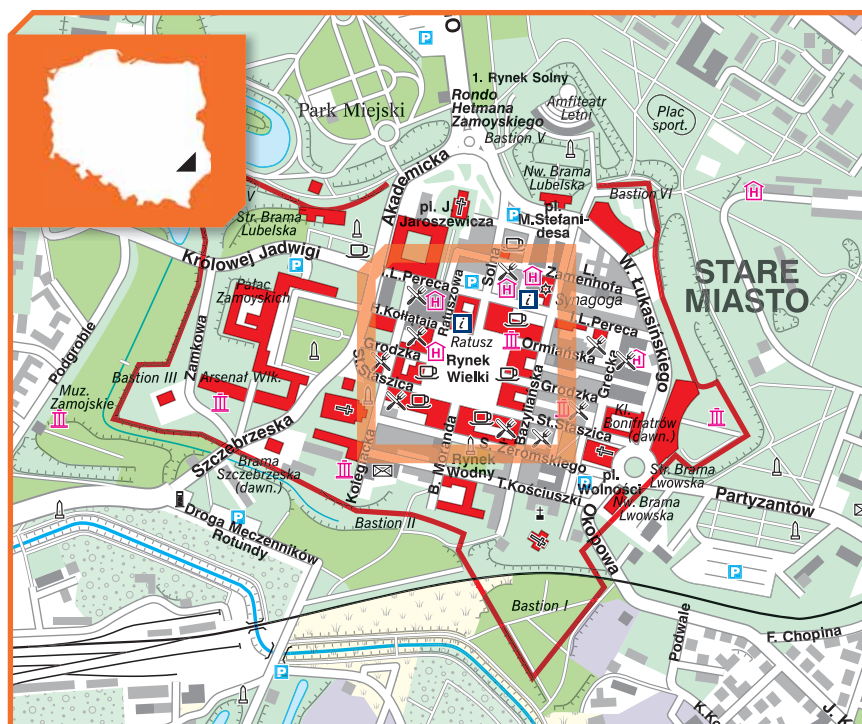 1. Rynek Solny
Park Miejski
Rondo
Hetmana
Zamoyskiego
Amfiteatr
Letni
Plac
sport.
Bastion V
Akademicka
Nw. Brama
Lubelska
Bastion VI
H
V
Str. Brama
Lubelska
pl. J.
Jaroszewicza
pl.
M.Stefani-
desa
Królowej Jadwigi
Solna
W. Łukasińskiego
STARE
MIASTO
Ł. Zamenhofa
Synagoga
I.L.Pereca
Ratuszowa
Pałac
Zamoyskich
H.Kołłątaja
Ratusz
L.Pereca
Ormiańska
Podgroble
Zamkowa
Grodzka
Rynek
Wielki
Grecka
Bastion III
Arsenał Wlk.
St.Staszica
Bazyliańska
Grodzka
Muz.
Zamojskie
St.Staszica
Kl.
Bonifratrów
(dawn.)
Szczebrzeska
Kolegiacka
B. Moranda
S. Żeromskiego
Brama
Szczebrzeska
(dawn.)
Rynek
Wodny
T.Kościuszki
pl.
Wolności
Str. Brama
Lwowska
Nw. Brama
Lwowska
Partyzantów
Droga Męczenników
Rotundy
Bastion II
Okopowa
Bastion I
Podwale
F. Chopina
P
i